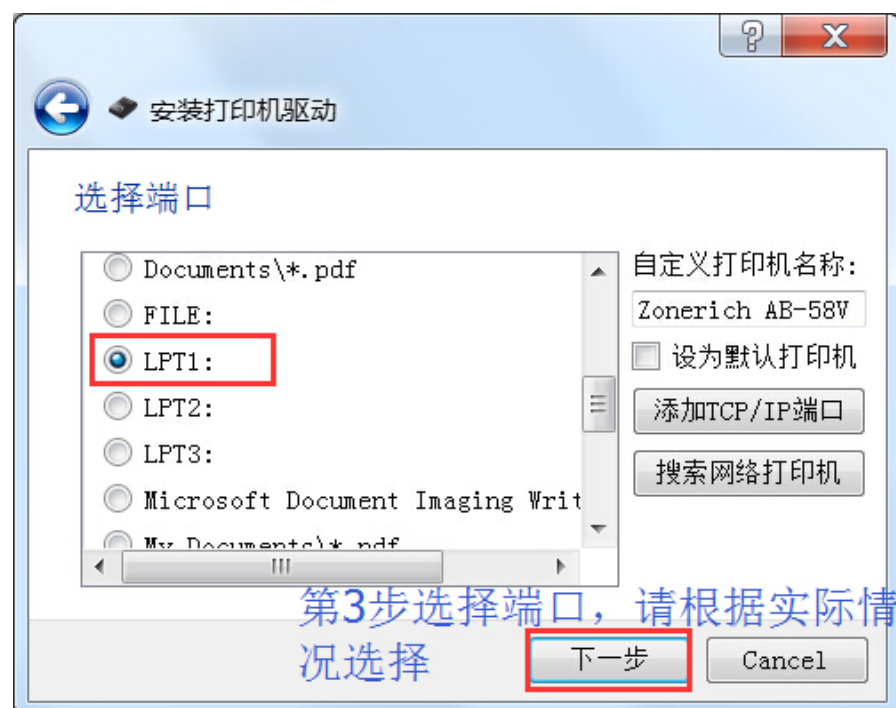 安装打印机驱动
选择端口
Documents\*.pdf
FILE:
LPT1:
LPT2:
LPT3:
Microsoft Document Imaging Writ
My Documents\*.pdf
自定义打印机名称:
Zonerich AB-58V
设为默认打印机
添加TCP/IP端口
搜索网络打印机
第3步选择端口，请根据实际情
况选择
下一步
Cancel